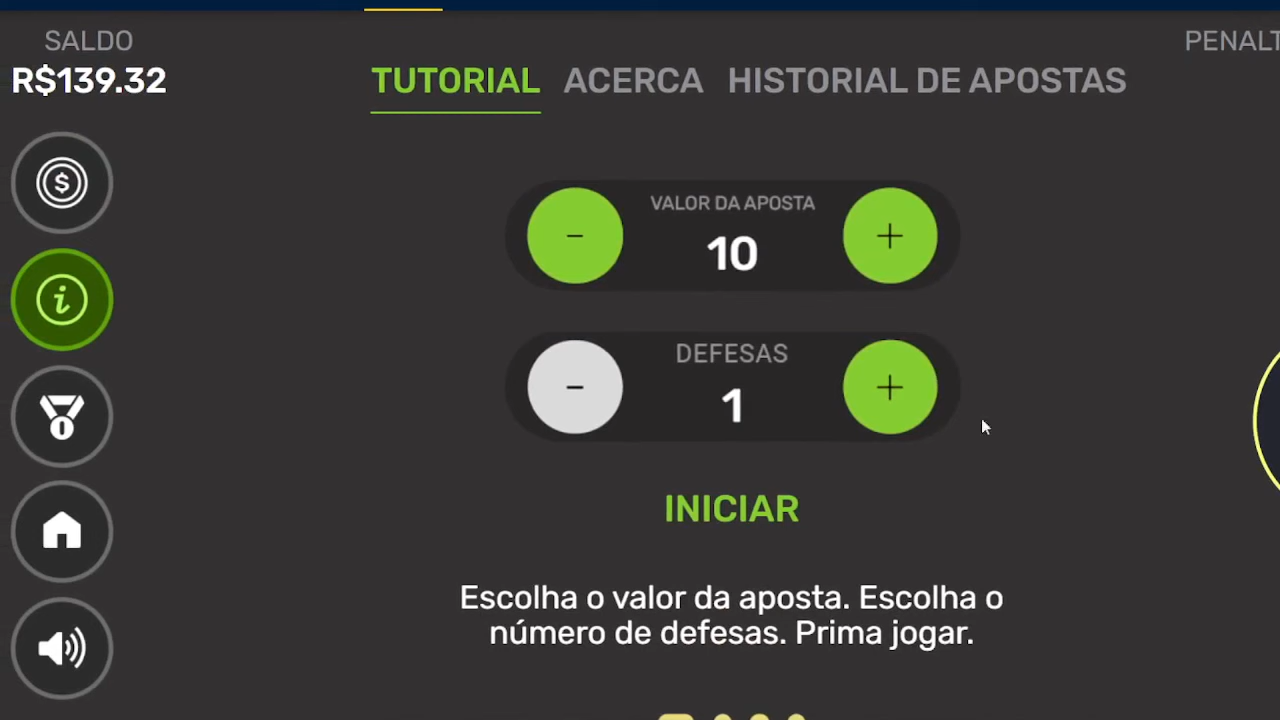 SALDO
R$139.32
PENALT
TUTORIAL
ACERCA
HISTORIAL DE APOSTAS
VALOR DA APOSTA
- 10 +
DEFESAS
- 1 +
INICIAR
Escolha o valor da aposta. Escolha o
número de defesas. Prima jogar.